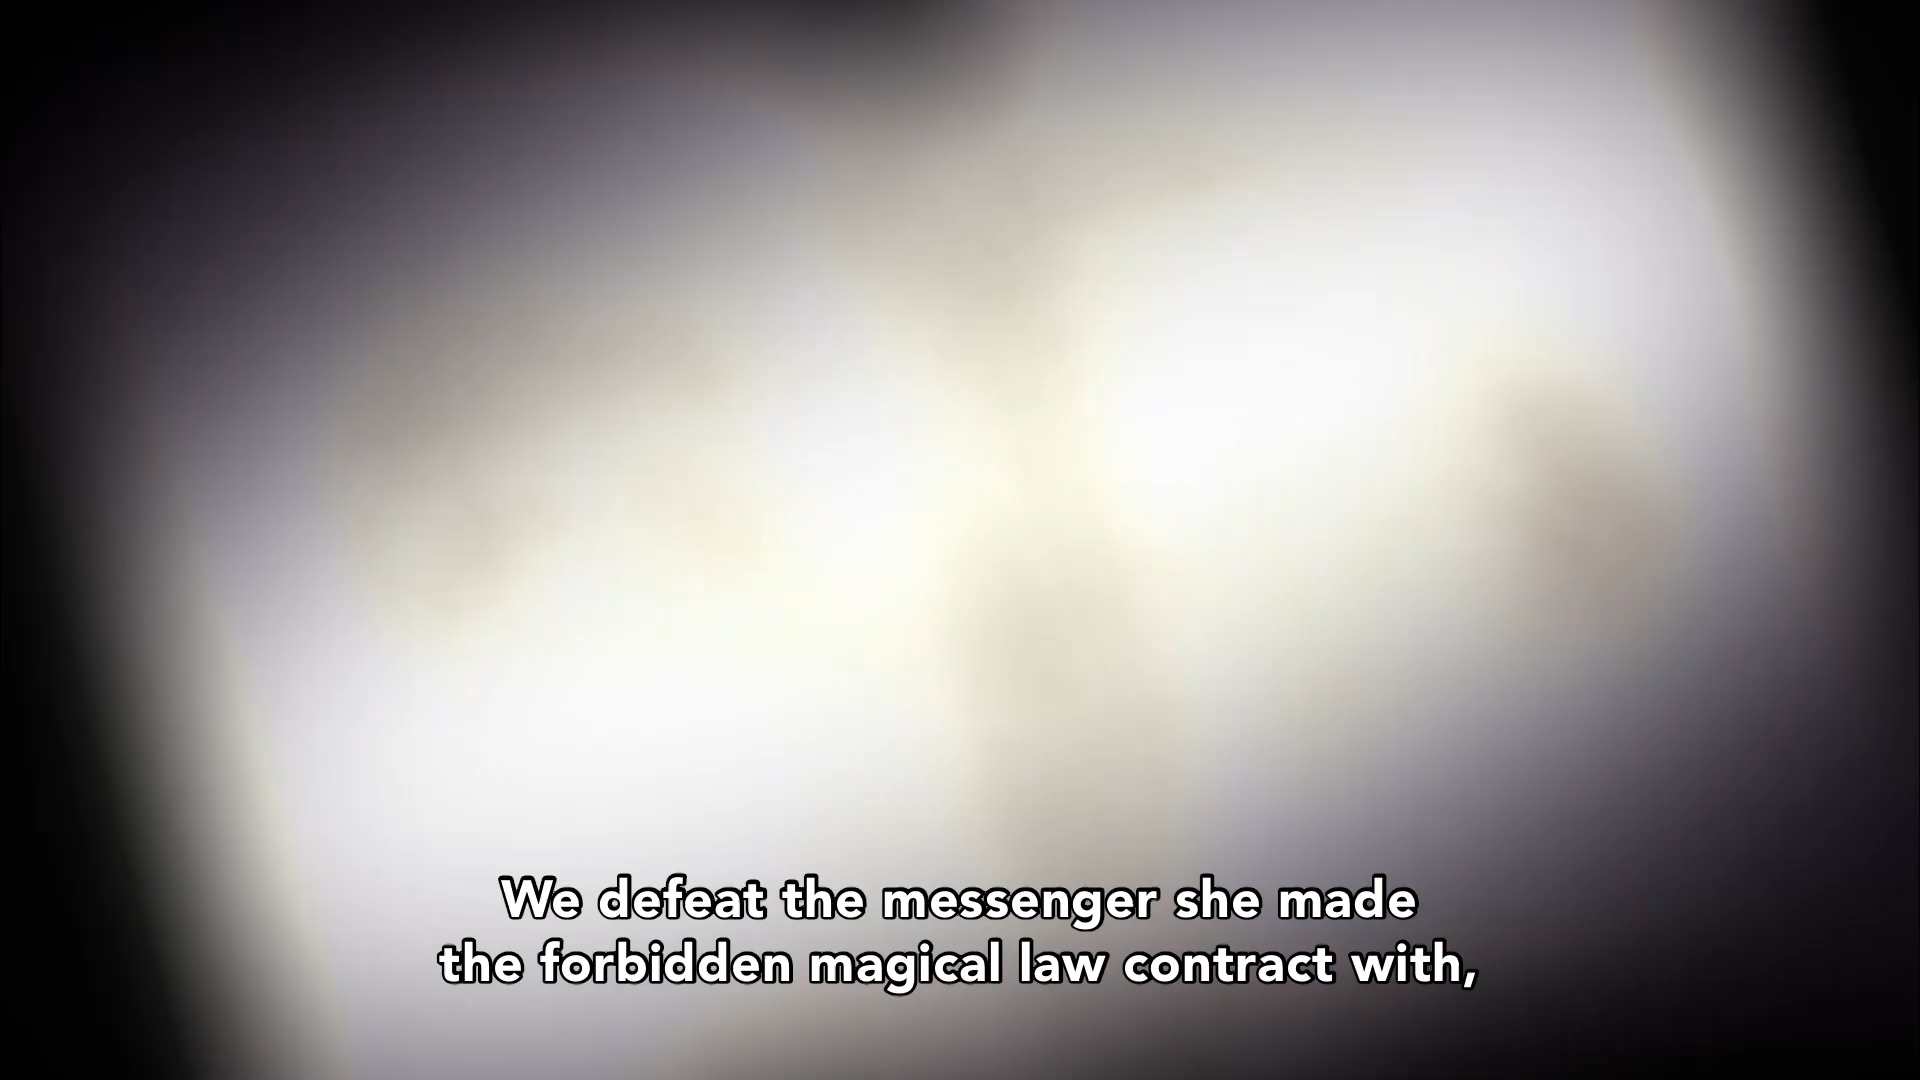 We defeat the messenger she made
the forbidden magical law contract with,